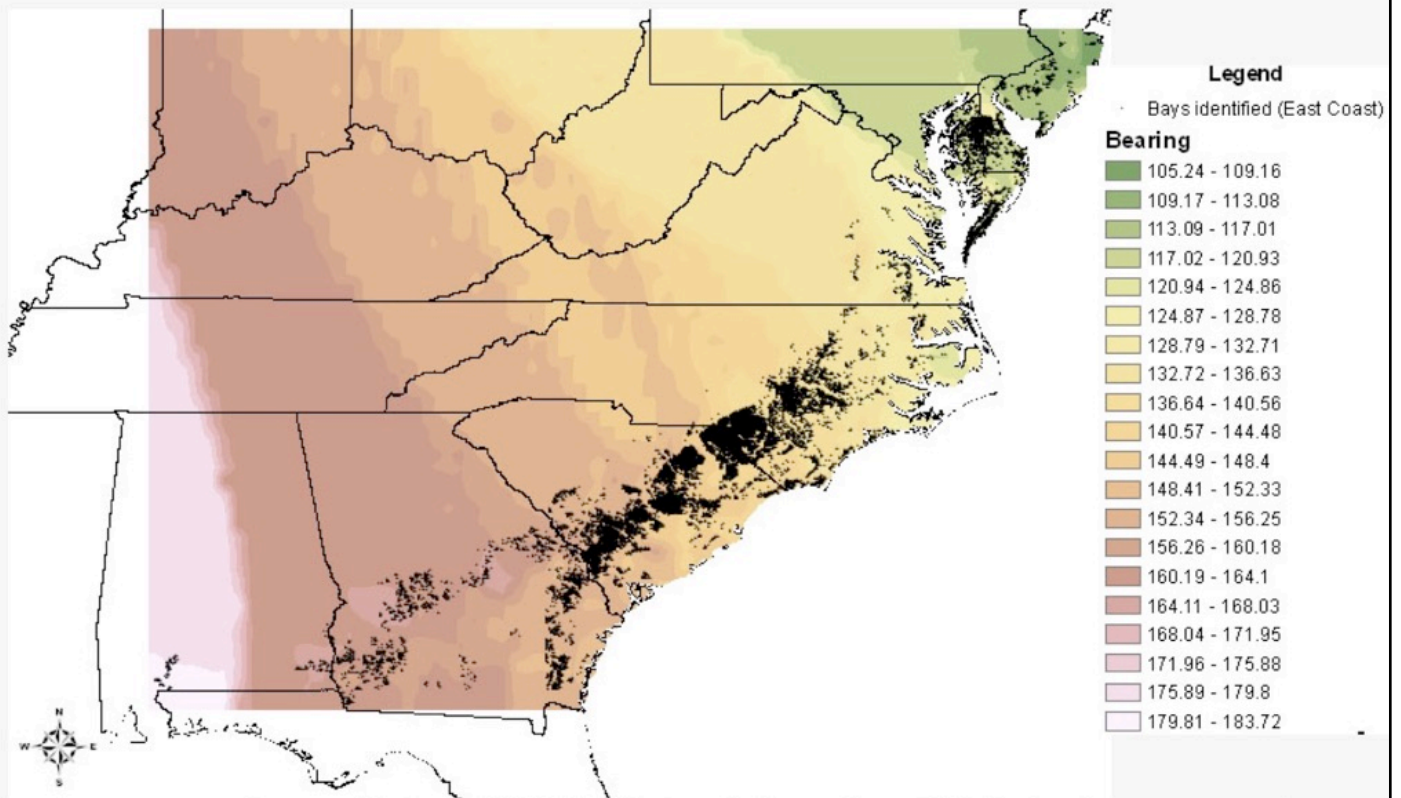 Legend
Bays identified (East Coast)
Bearing
105.24 - 109.16
109.17 - 113.08
113.09 - 117.01
117.02 - 120.93
120.94 - 124.86
124.87 - 128.78
128.79 - 132.71
132.72 - 136.63
136.64 - 140.56
140.57 - 144.48
144.49 - 148.4
148.41 - 152.33
152.34 - 156.25
156.26 - 160.18
160.19 - 164.1
164.11 - 168.03
168.04 - 171.95
171.96 - 175.88
175.89 - 179.8
179.81 - 183.72
N
W E
S